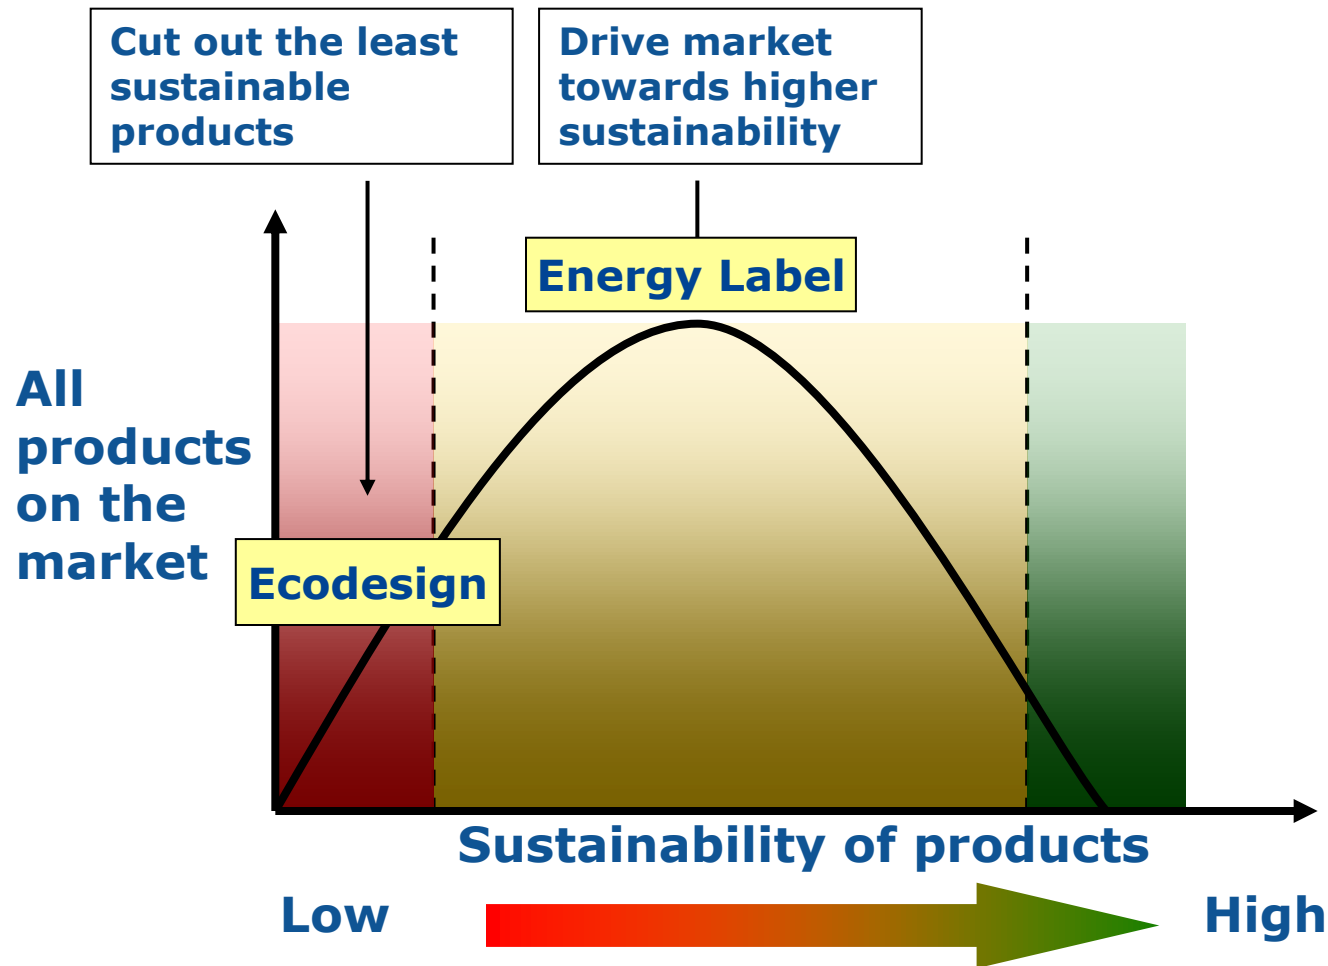 Cut out the least
sustainable
products
Drive market
towards higher
sustainability
Energy Label
All
products
on the
market
Ecodesign
Sustainability of products
Low
High